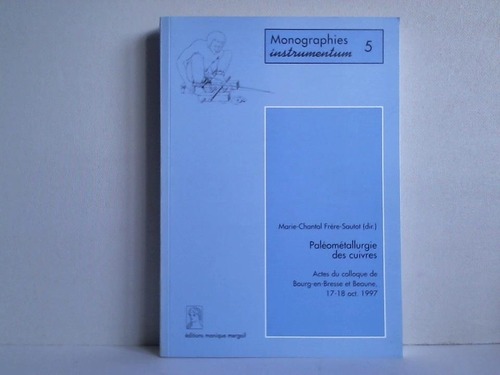 Monographies
instrumentum 5
Marie-Chantal Frère-Sautot (dir.)
Paléométallurgie
des cuivres
Actes du colloque de
Bourg-en-Bresse et Beaune,
17-18 oct. 1997
éditions monique mergoil